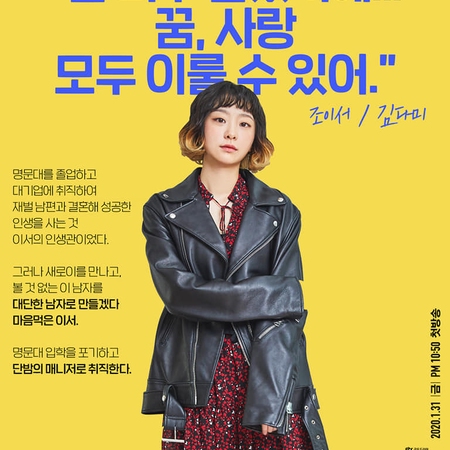 꿈, 사랑
모두 이룰 수 있어."
조이서 / 김다미
명문대를 졸업하고
대기업에 취직하여
재벌 남편과 결혼해 성공한
인생을 사는 것
이서의 인생관이었다.
그러나 새로이를 만나고,
볼 것 없는 이 남자를
대단한 남자로 만들겠다
마음먹은 이서.
명문대 입학을 포기하고
단밤의 매니저로 취직한다.
2020.1.31 | 금 | PM 10:50 첫방송